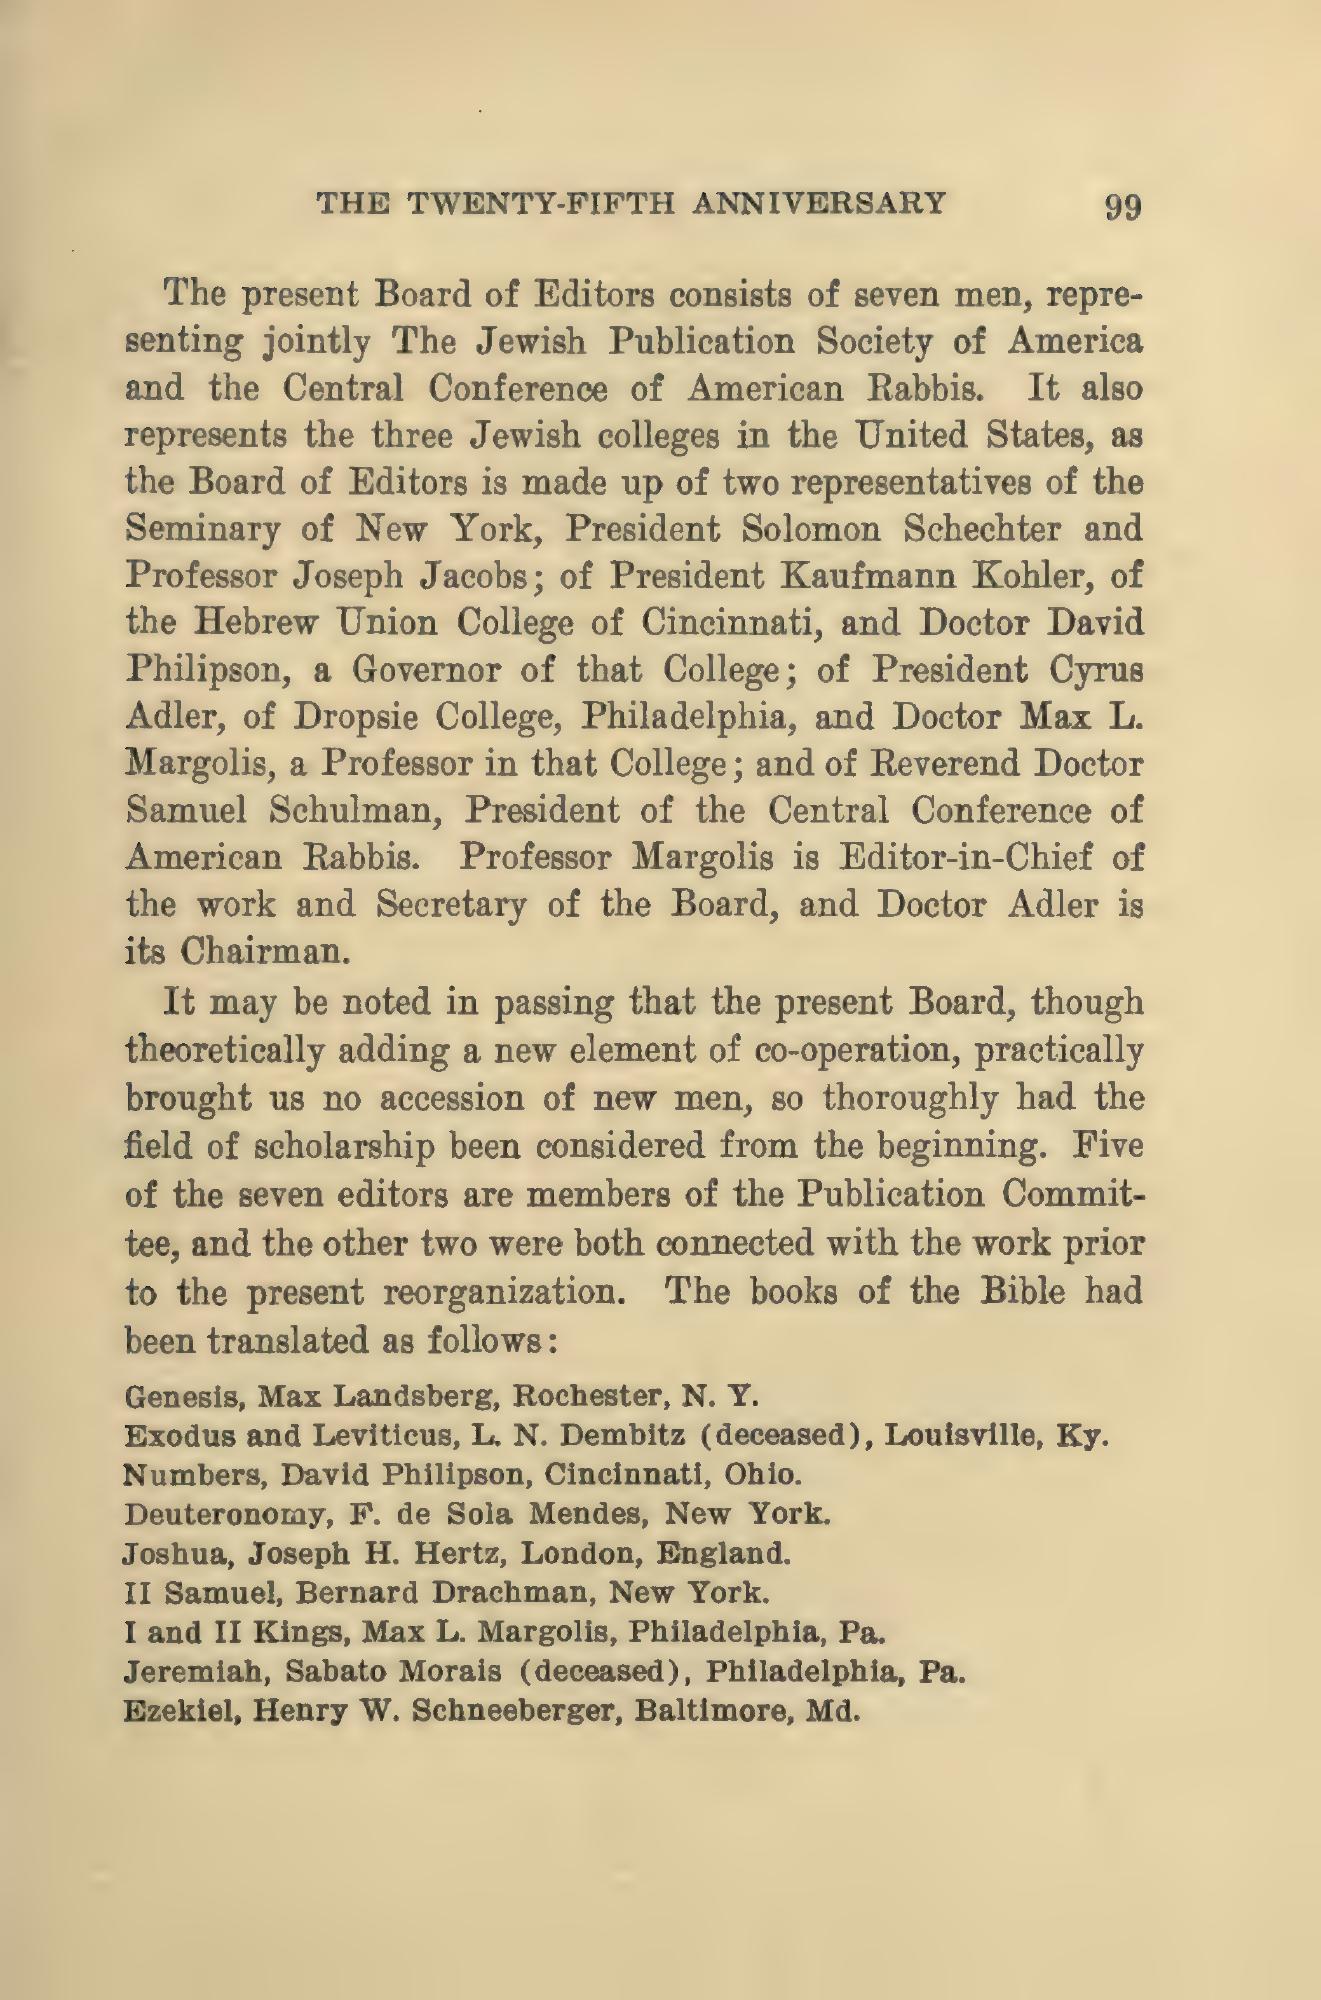 THE TWENTY-FIFTH ANNIVERSARY 99
The present Board of Editors consists of seven men, repre-
senting jointly The Jewish Publication Society of America
and the Central Conference of American Rabbis. It also
represents the three Jewish colleges in the United States, as
the Board of Editors is made up of two representatives of the
Seminary of New York, President Solomon Schechter and
Professor Joseph Jacobs; of President Kaufmann Kohler, of
the Hebrew Union College of Cincinnati, and Doctor David
Philipson, a Governor of that College; of President Cyrus
Adler, of Dropsie College, Philadelphia, and Doctor Max L.
Margolis, a Professor in that College; and of Reverend Doctor
Samuel Schulman, President of the Central Conference of
American Rabbis. Professor Margolis is Editor-in-Chief of
the work and Secretary of the Board, and Doctor Adler is
its Chairman.
It may be noted in passing that the present Board, though
theoretically adding a new element of co-operation, practically
brought us no accession of new men, so thoroughly had the
field of scholarship been considered from the beginning. Five
of the seven editors are members of the Publication Commit-
tee, and the other two were both connected with the work prior
to the present reorganization. The books of the Bible had
been translated as follows:
Genesis, Max Landsberg, Rochester, N. Y.
Exodus and Leviticus, L. N. Dembitz (deceased), Louisville, Ky.
Numbers, David Philipson, Cincinnati, Ohio.
Deuteronomy, F. de Sola Mendes, New York.
Joshua, Joseph H. Hertz, London, England.
II Samuel, Bernard Drachman, New York.
I and II Kings, Max L. Margolis, Philadelphia, Pa.
Jeremiah, Sabato Morais (deceased), Philadelphia, Pa.
Ezekiel, Henry W. Schneeberger, Baltimore, Md.